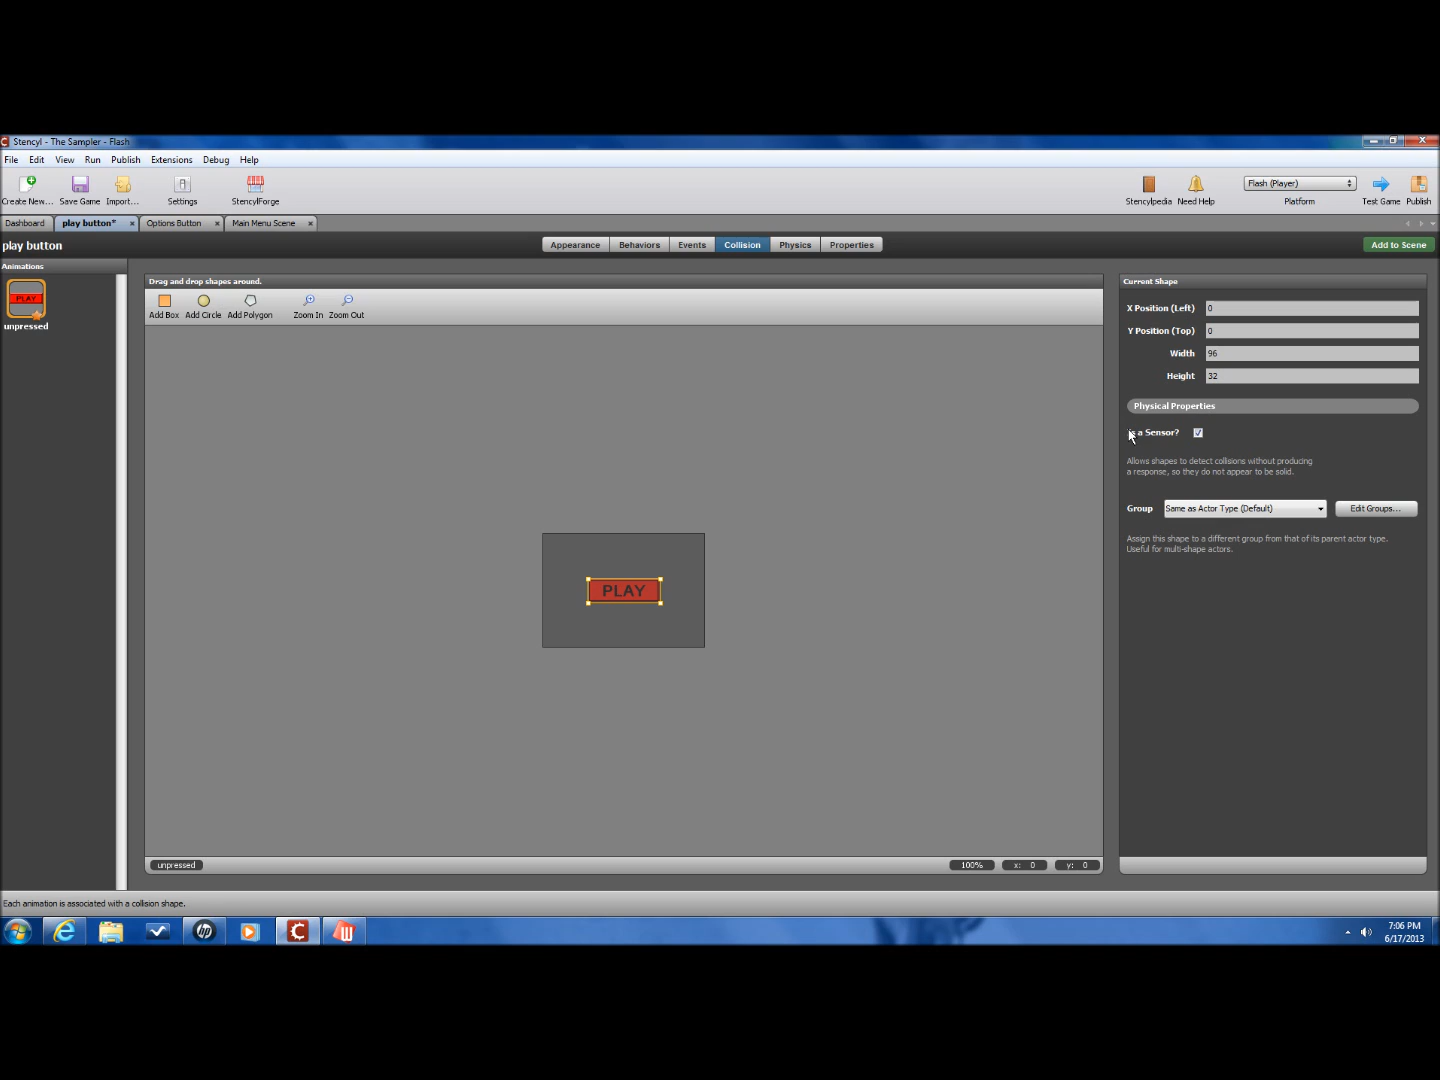 Stencyl - The Sampler - Flash
File Edit View Run Publish Extensions Debug Help
Create New... Save Game Import... Settings StencylForge Stencylpedia Need Help Flash (Player) Platform Test Game Publish
Dashboard play button* Options Button Main Menu Scene
play button Appearance Behaviors Events Collision Physics Properties Add to Scene
Animations
PLAY
unpressed
Drag and drop shapes around.
Add Box Add Circle Add Polygon Zoom In Zoom Out
PLAY
unpressed 100% x: 0 y: 0
Current Shape
X Position (Left) 0
Y Position (Top) 0
Width 96
Height 32
Physical Properties
Is a Sensor?
Allows shapes to detect collisions without producing
a response, so they do not appear to be solid.
Group Same as Actor Type (Default) Edit Groups...
Assign this shape to a different group from that of its parent actor type.
Useful for multi-shape actors.
Each animation is associated with a collision shape.
hp
7:06 PM
6/17/2013